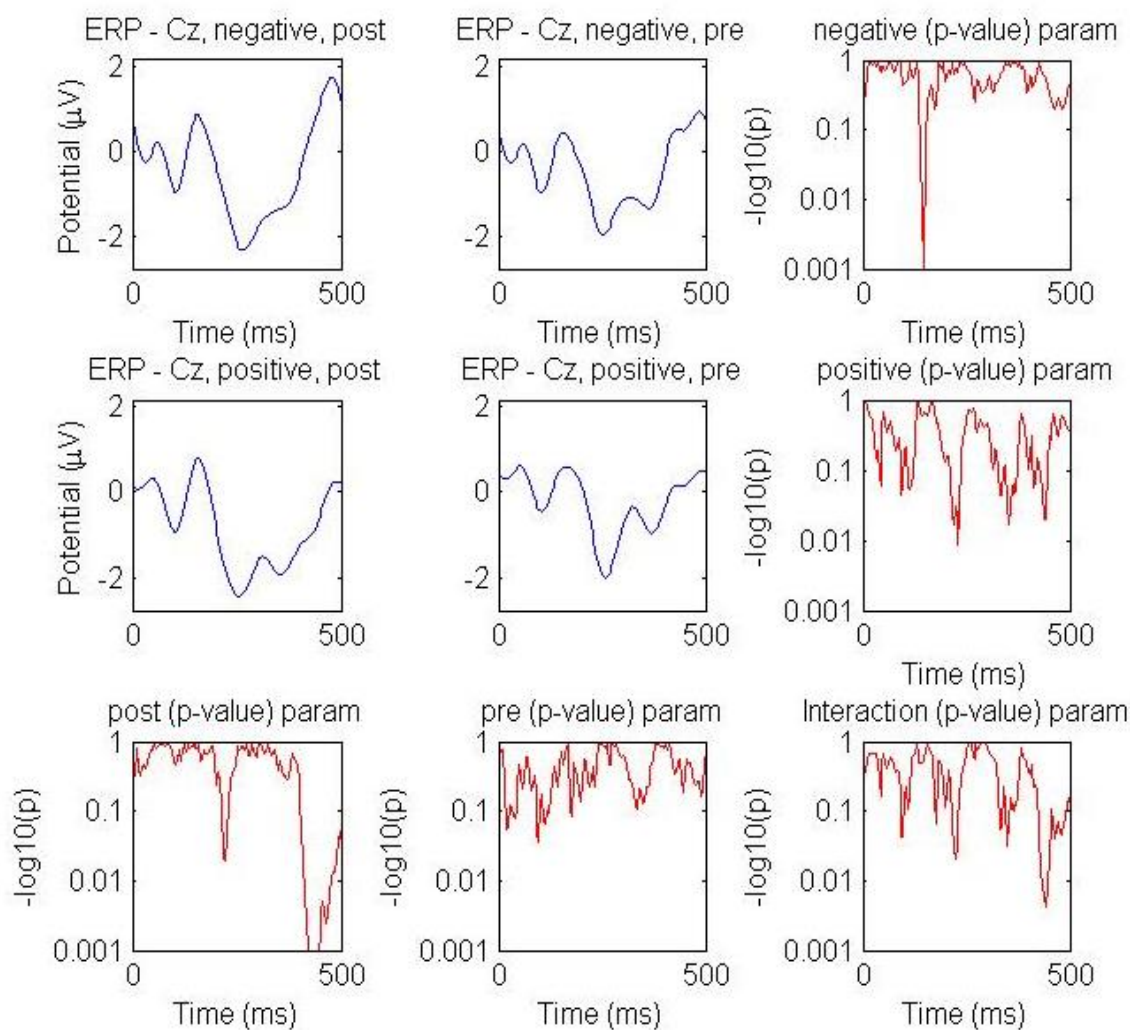 ERP - Cz, negative, post
ERP - Cz, negative, pre
negative (p-value) param
2
0
-2
Potential (µV)
0
500
Time (ms)
2
0
-2
0
500
Time (ms)
1
0.1
0.01
0.001
-log10(p)
0
500
Time (ms)
ERP - Cz, positive, post
ERP - Cz, positive, pre
positive (p-value) param
2
0
-2
Potential (µV)
0
500
2
0
-2
0
500
1
0.1
0.01
0.001
-log10(p)
0
500
Time (ms)
post (p-value) param
pre (p-value) param
Interaction (p-value) param
1
0.1
0.01
0.001
-log10(p)
0
500
Time (ms)
1
0.1
0.01
0.001
-log10(p)
0
500
Time (ms)
1
0.1
0.01
0.001
-log10(p)
0
500
Time (ms)